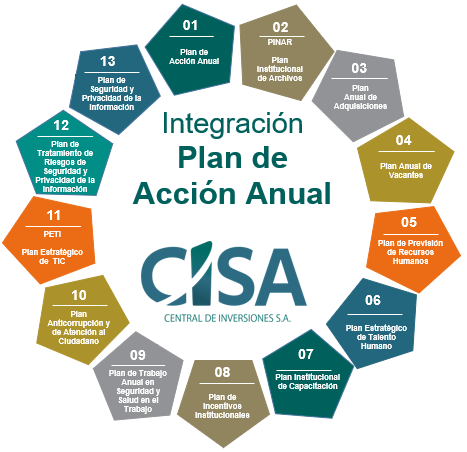 Integración
Plan de
Acción Anual
CISA
CENTRAL DE INVERSIONES S.A.
01
Plan de
Acción Anual
02
PINAR
Plan
Institucional
de Archivos
03
Plan
Anual de
Adquisiciones
04
Plan Anual de
Vacantes
05
Plan de Previsión
de Recursos
Humanos
06
Plan Estratégico
de Talento
Humano
07
Plan Institucional
de Capacitación
08
Plan de
Incentivos
Institucionales
09
Plan de Trabajo
Anual en
Seguridad y
Salud en el
Trabajo
10
Plan
Anticorrupción y
de Atención al
Ciudadano
11
PETI
Plan Estratégico
de TIC
12
Plan de
Tratamiento de
Riesgos de
Seguridad y
Privacidad de la
Información
13
Plan de
Seguridad y
Privacidad de la
Información